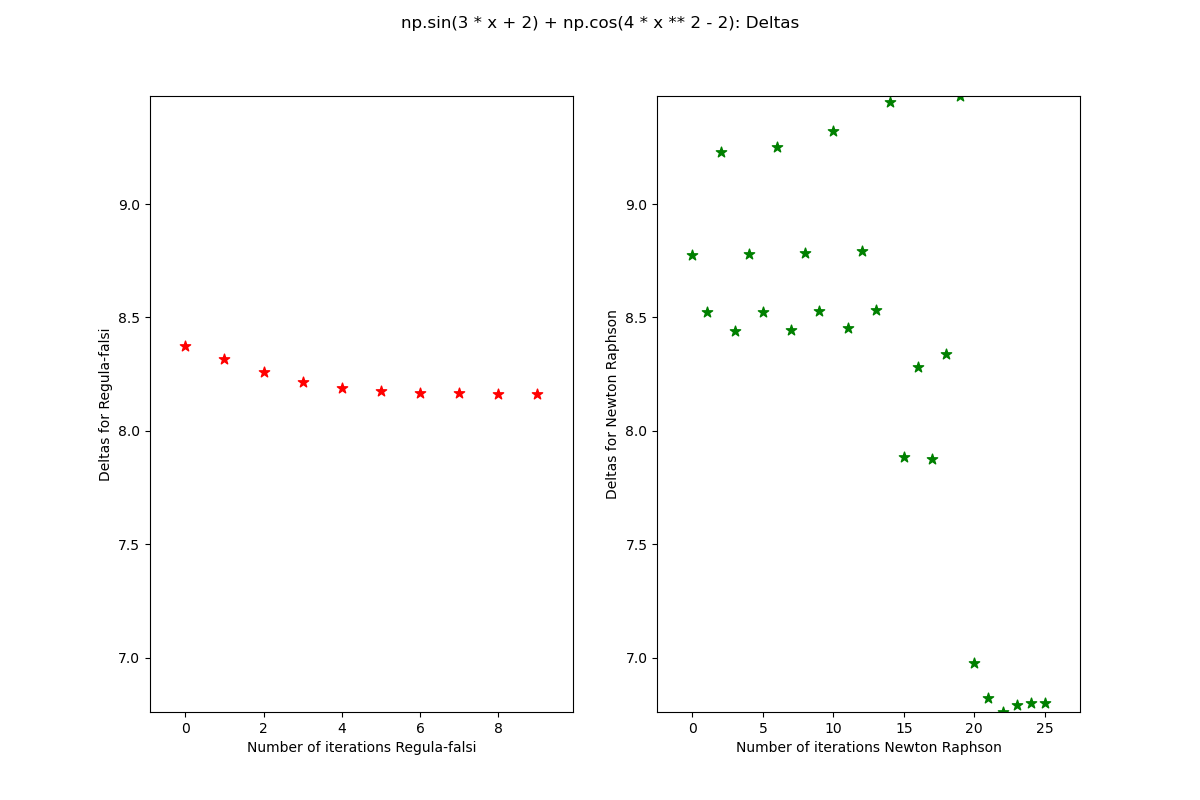 np.sin(3 * x + 2) + np.cos(4 * x ** 2 - 2): Deltas
Deltas for Regula-falsi
9.0
8.5
8.0
7.5
7.0
0 2 4 6 8
Number of iterations Regula-falsi
Deltas for Newton Raphson
9.0
8.5
8.0
7.5
7.0
0 5 10 15 20 25
Number of iterations Newton Raphson